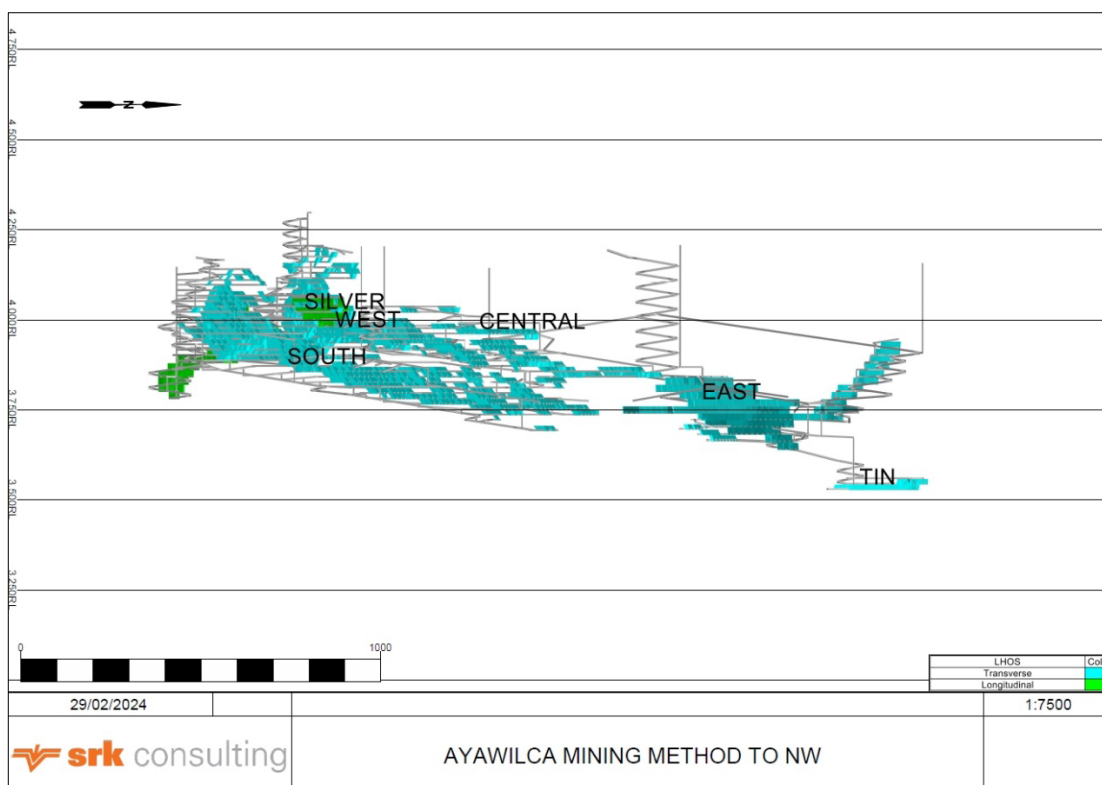 4 750RL
N
4 500RL
4 250RL
SILVER
4 000RL
WEST
CENTRAL
SOUTH
EAST
3 750RL
TIN
3 500RL
3 250RL
0
1000
LHOS Col
Transverse
Longitudinal
29/02/2024
1:7500
srk consulting
AYAWILCA MINING METHOD TO NW